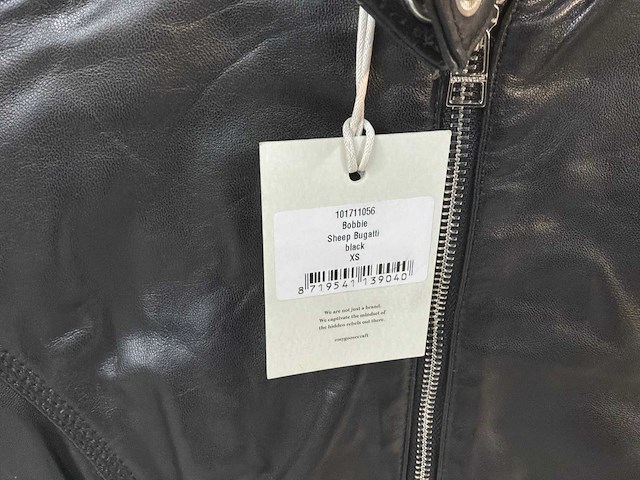 101711056
Bobbie
Sheep Bugatti
black
XS
8 719541 139040
We are not just a brand.
We captivate the mindset of
the hidden rebels out there.